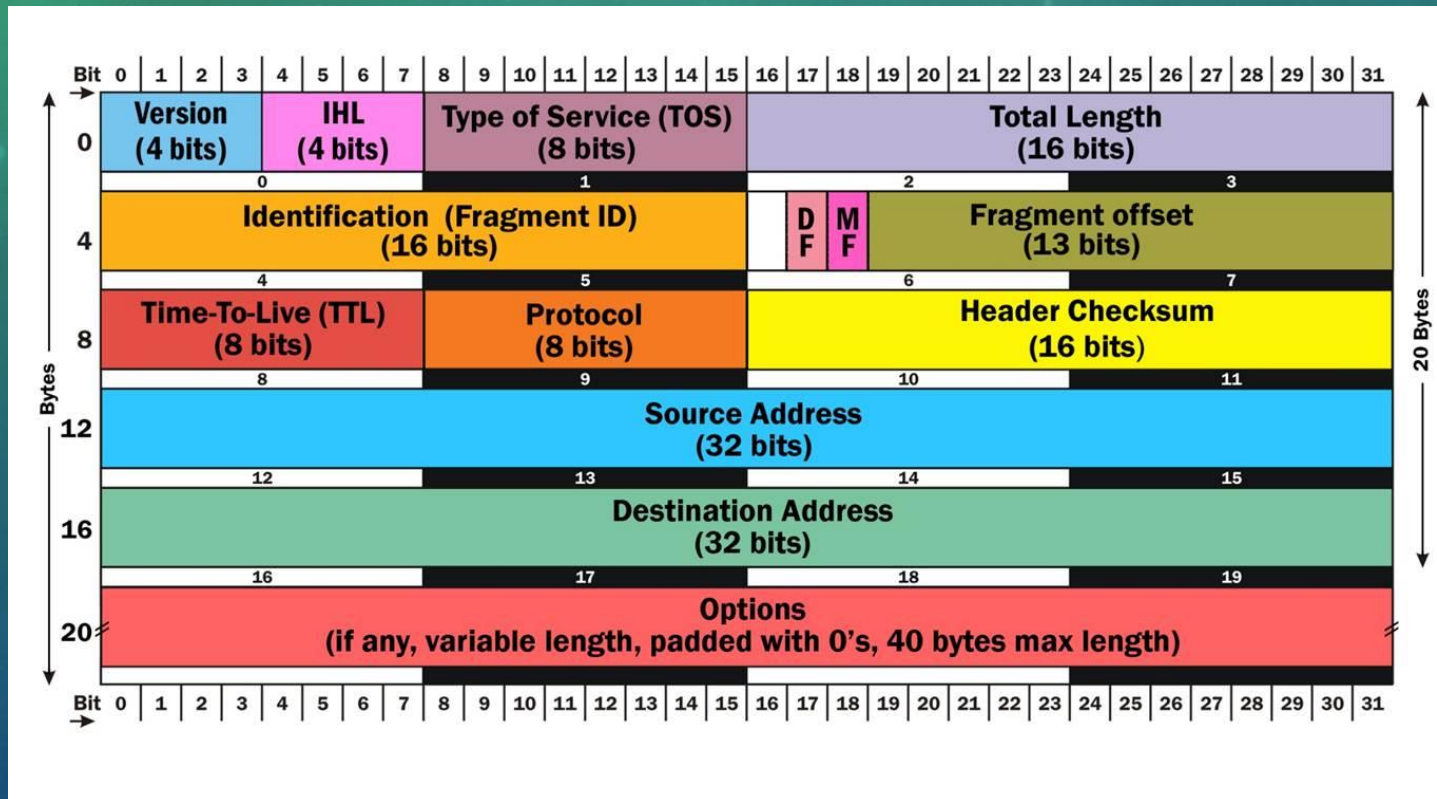 Bit 0 1 2 3 4 5 6 7 8 9 10 11 12 13 14 15 16 17 18 19 20 21 22 23 24 25 26 27 28 29 30 31
Version IHL Type of Service (TOS) Total Length
0 (4 bits) (4 bits) (8 bits) (16 bits)
0 1 2 3
Identification (Fragment ID) D M Fragment offset
4 (16 bits) F F (13 bits)
4 5 6 7
Time-To-Live (TTL) Protocol Header Checksum
8 (8 bits) (8 bits) (16 bits)
8 9 10 11
Source Address
12 (32 bits)
12 13 14 15
Destination Address
16 (32 bits)
16 17 18 19
Options
20 (if any, variable length, padded with 0's, 40 bytes max length)
Bit 0 1 2 3 4 5 6 7 8 9 10 11 12 13 14 15 16 17 18 19 20 21 22 23 24 25 26 27 28 29 30 31
Bytes
20 Bytes